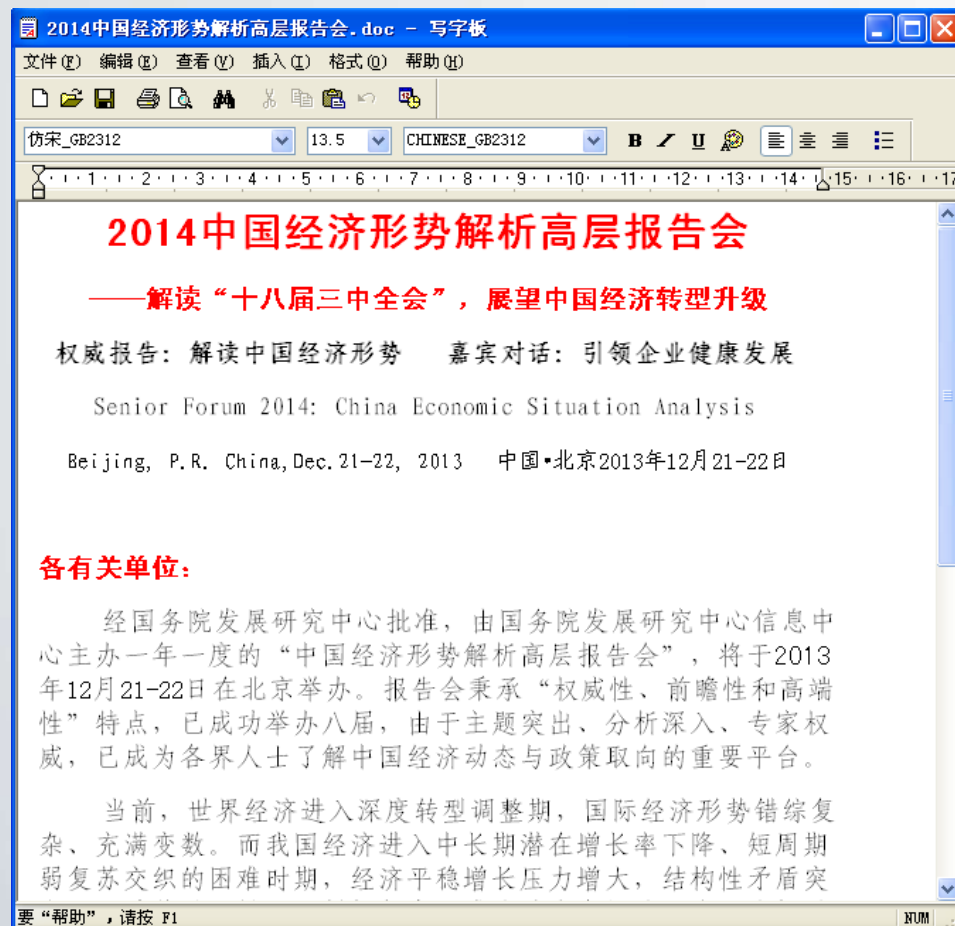 2014中国经济形势解析高层报告会.doc - 写字板
文件(F) 编辑(E) 查看(V) 插入(I) 格式(O) 帮助(H)
仿宋_GB2312 13.5 CHINESE_GB2312 B / U
1 2 3 4 5 6 7 8 9 10 11 12 13 14 15 16 17
2014中国经济形势解析高层报告会
——解读“十八届三中全会”，展望中国经济转型升级
权威报告：解读中国经济形势 嘉宾对话：引领企业健康发展
Senior Forum 2014: China Economic Situation Analysis
Beijing, P.R. China,Dec.21-22, 2013 中国•北京2013年12月21-22日
各有关单位：
经国务院发展研究中心批准，由国务院发展研究中心信息中
心主办一年一度的“中国经济形势解析高层报告会”，将于2013
年12月21-22日在北京举办。报告会秉承“权威性、前瞻性和高端
性”特点，已成功举办八届，由于主题突出、分析深入、专家权
威，已成为各界人士了解中国经济动态与政策取向的重要平台。
当前，世界经济进入深度转型调整期，国际经济形势错综复
杂、充满变数。而我国经济进入中长期潜在增长率下降、短周期
弱复苏交织的困难时期，经济平稳增长压力增大，结构性矛盾突
要“帮助”，请按 F1 NUM